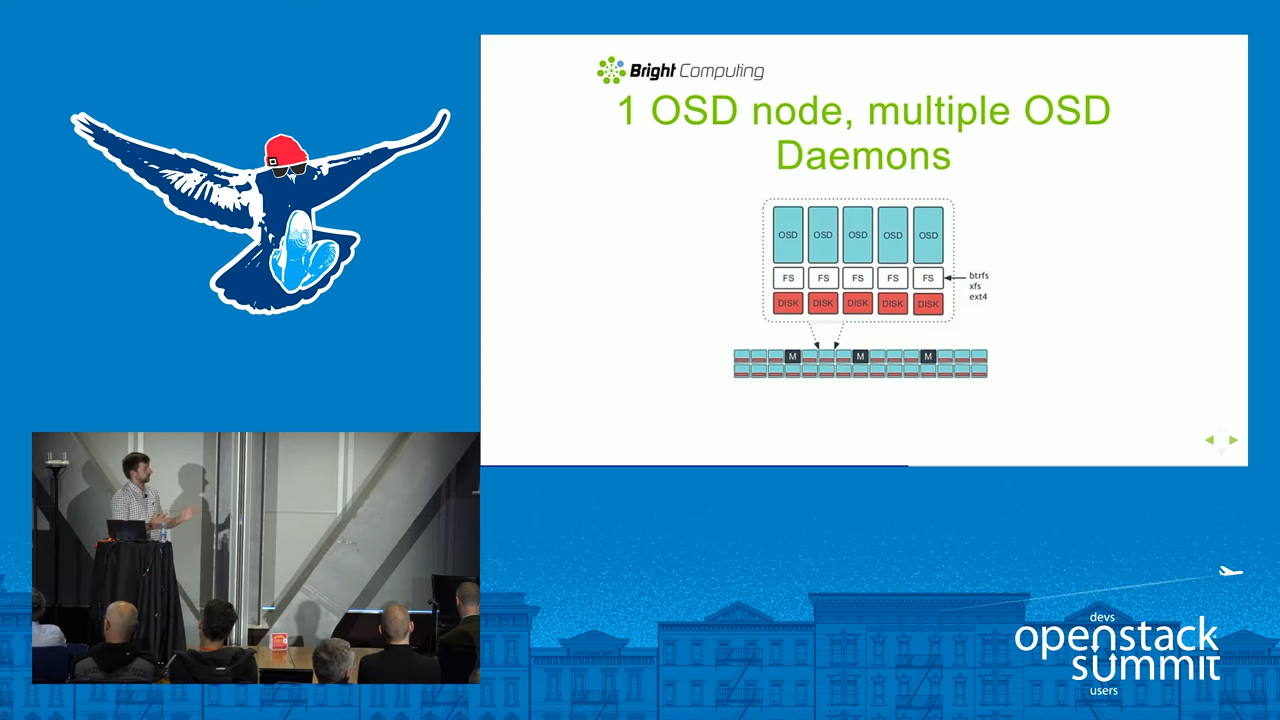 Bright Computing
1 OSD node, multiple OSD
Daemons
OSD OSD OSD OSD OSD
FS FS FS FS FS
DISK DISK DISK DISK DISK
btrfs
xfs
ext4
M M M
devs
openstack
summit
users